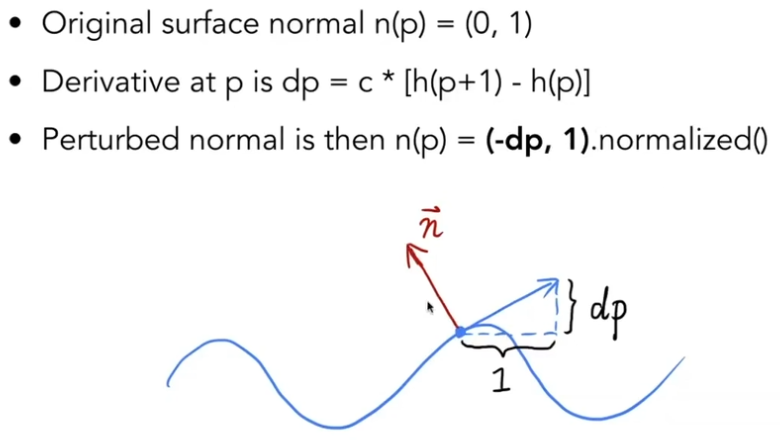 • Original surface normal n(p) = (0, 1)
• Derivative at p is dp = c * [h(p+1) - h(p)]
• Perturbed normal is then n(p) = (-dp, 1).normalized()
n⃗
dp
1